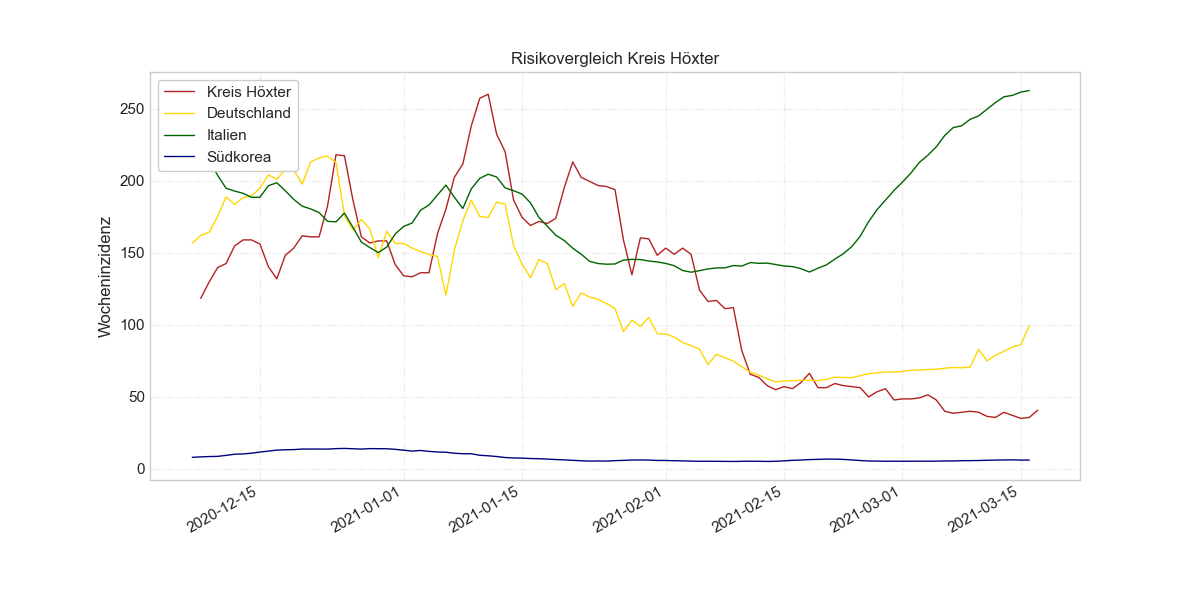 Risikovergleich Kreis Höxter
Kreis Höxter
Deutschland
Italien
Südkorea
Wocheninzidenz
250
200
150
100
50
0
2020-12-15
2021-01-01
2021-01-15
2021-02-01
2021-02-15
2021-03-01
2021-03-15